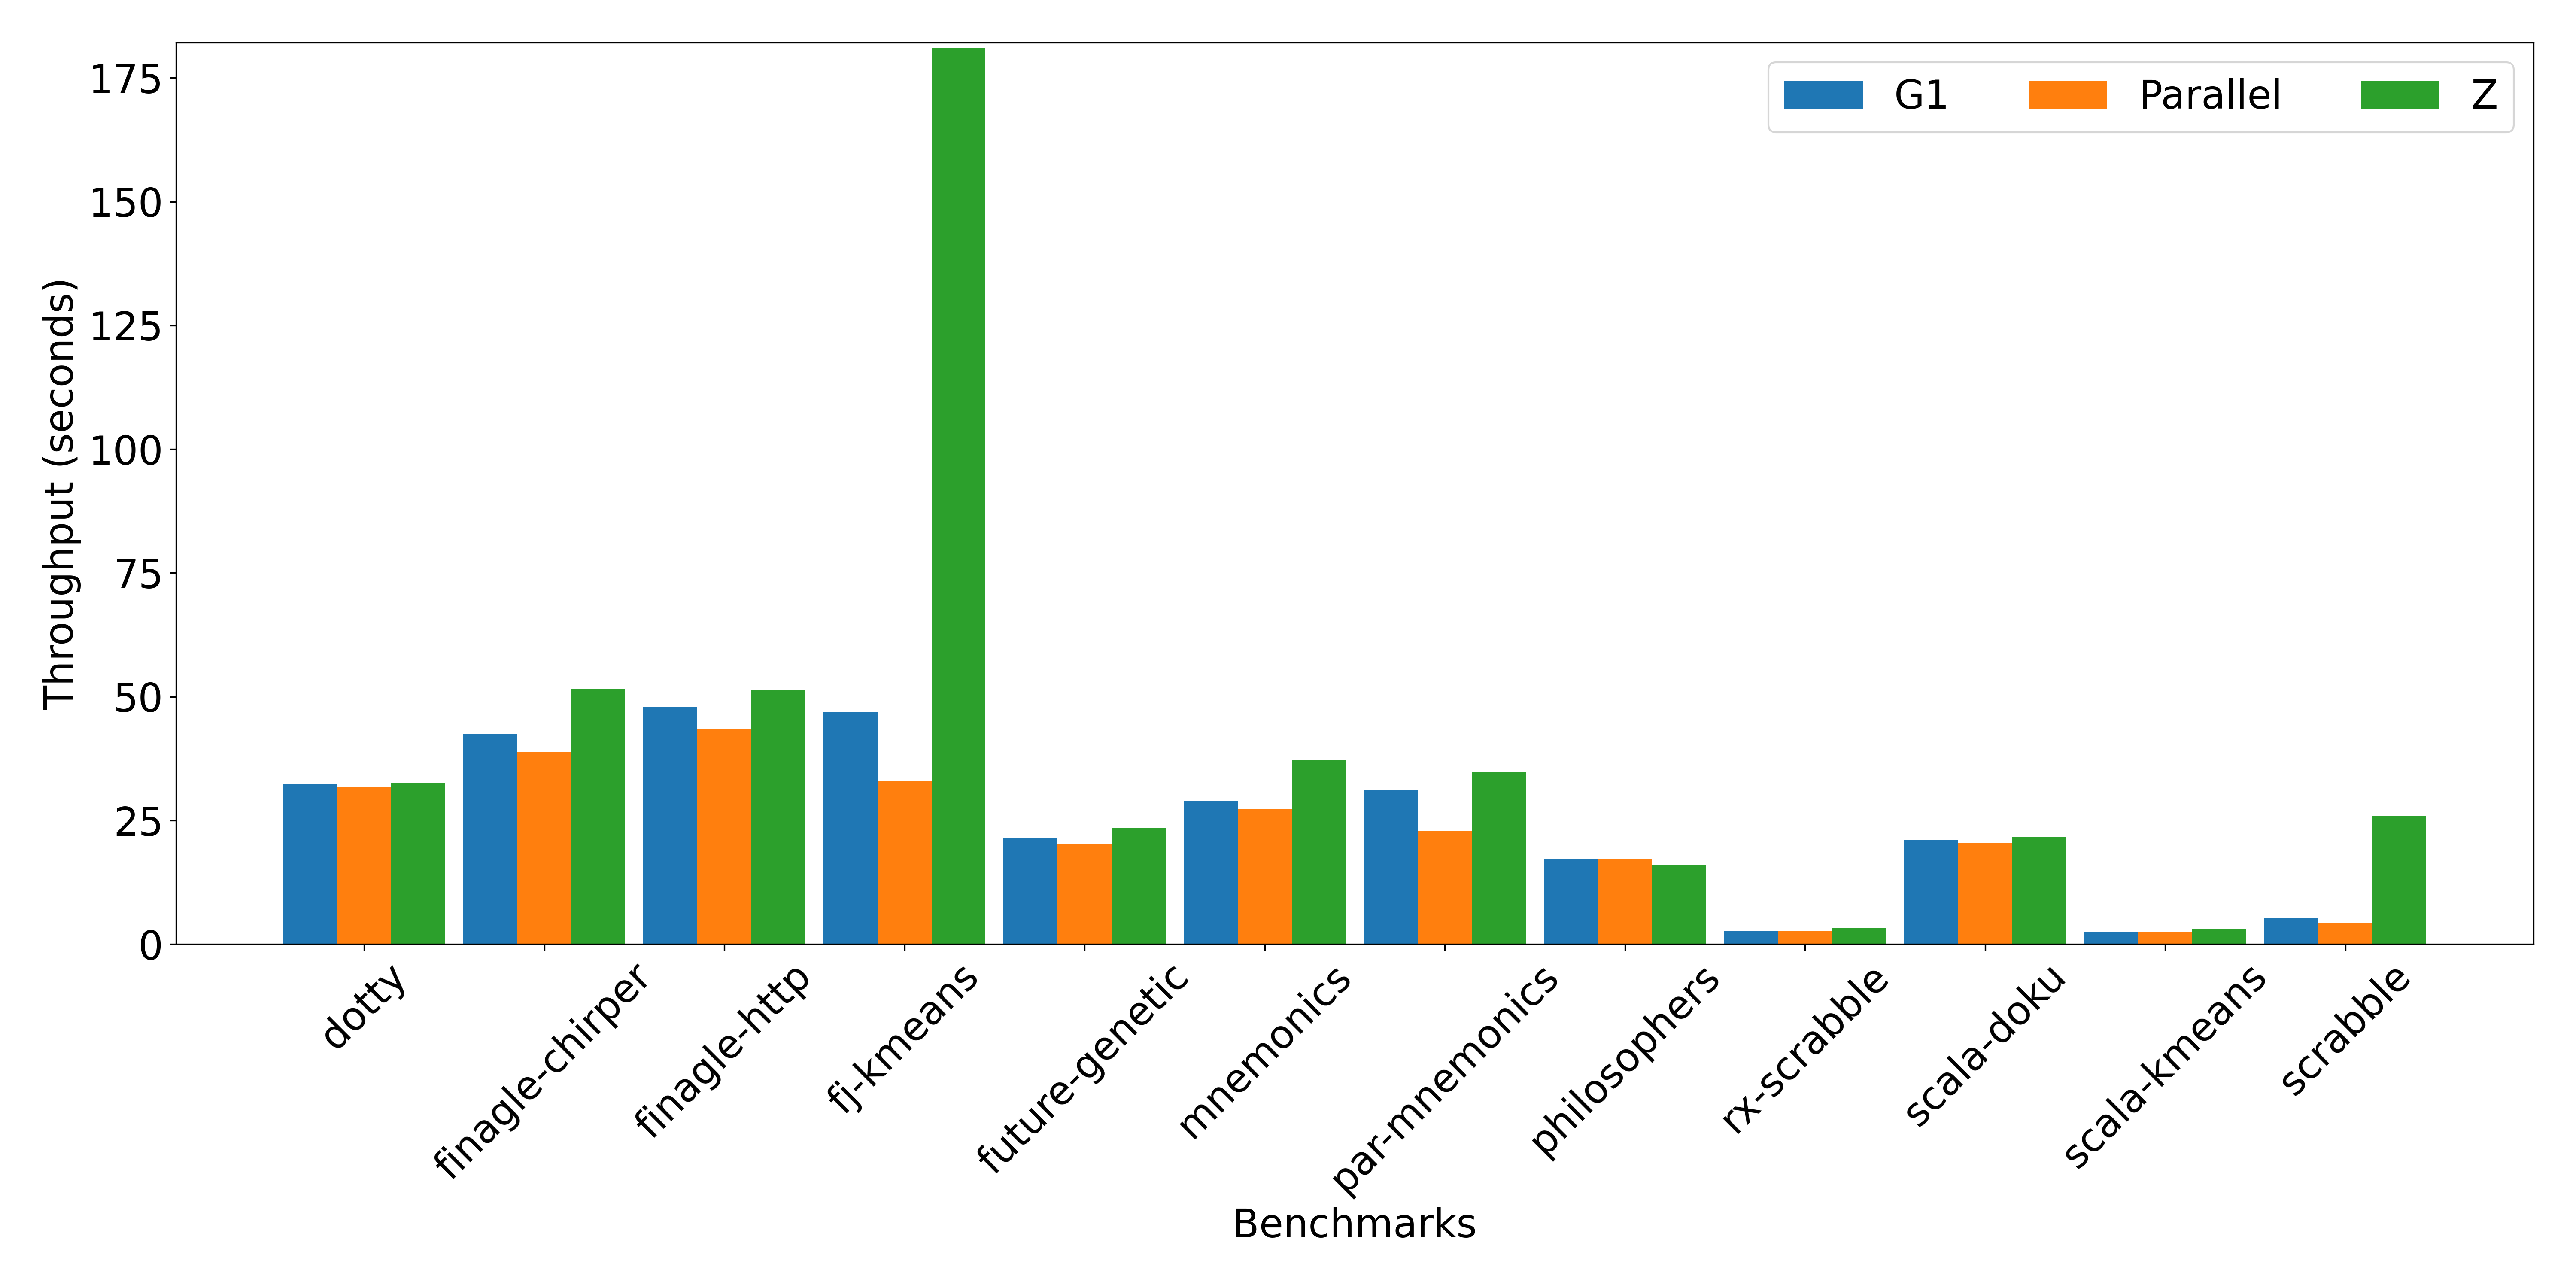 G1 Parallel Z
Throughput (seconds)
175
150
125
100
75
50
25
0
dotty
finagle-chirper
finagle-http
fj-kmeans
future-genetic
mnemonics
par-mnemonics
philosophers
rx-scrabble
scala-doku
scala-kmeans
scrabble
Benchmarks